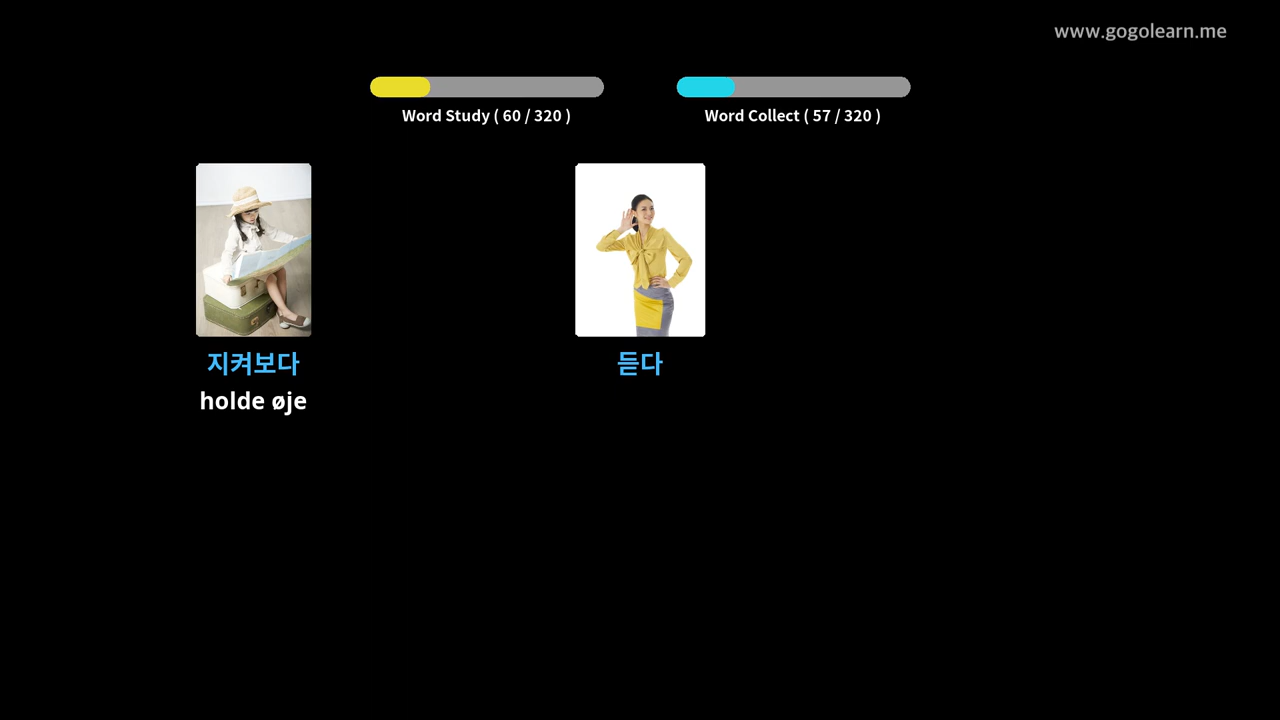 www.gogolearn.me
Word Study ( 60 / 320 )
Word Collect ( 57 / 320 )
지켜보다
듣다
holde øje